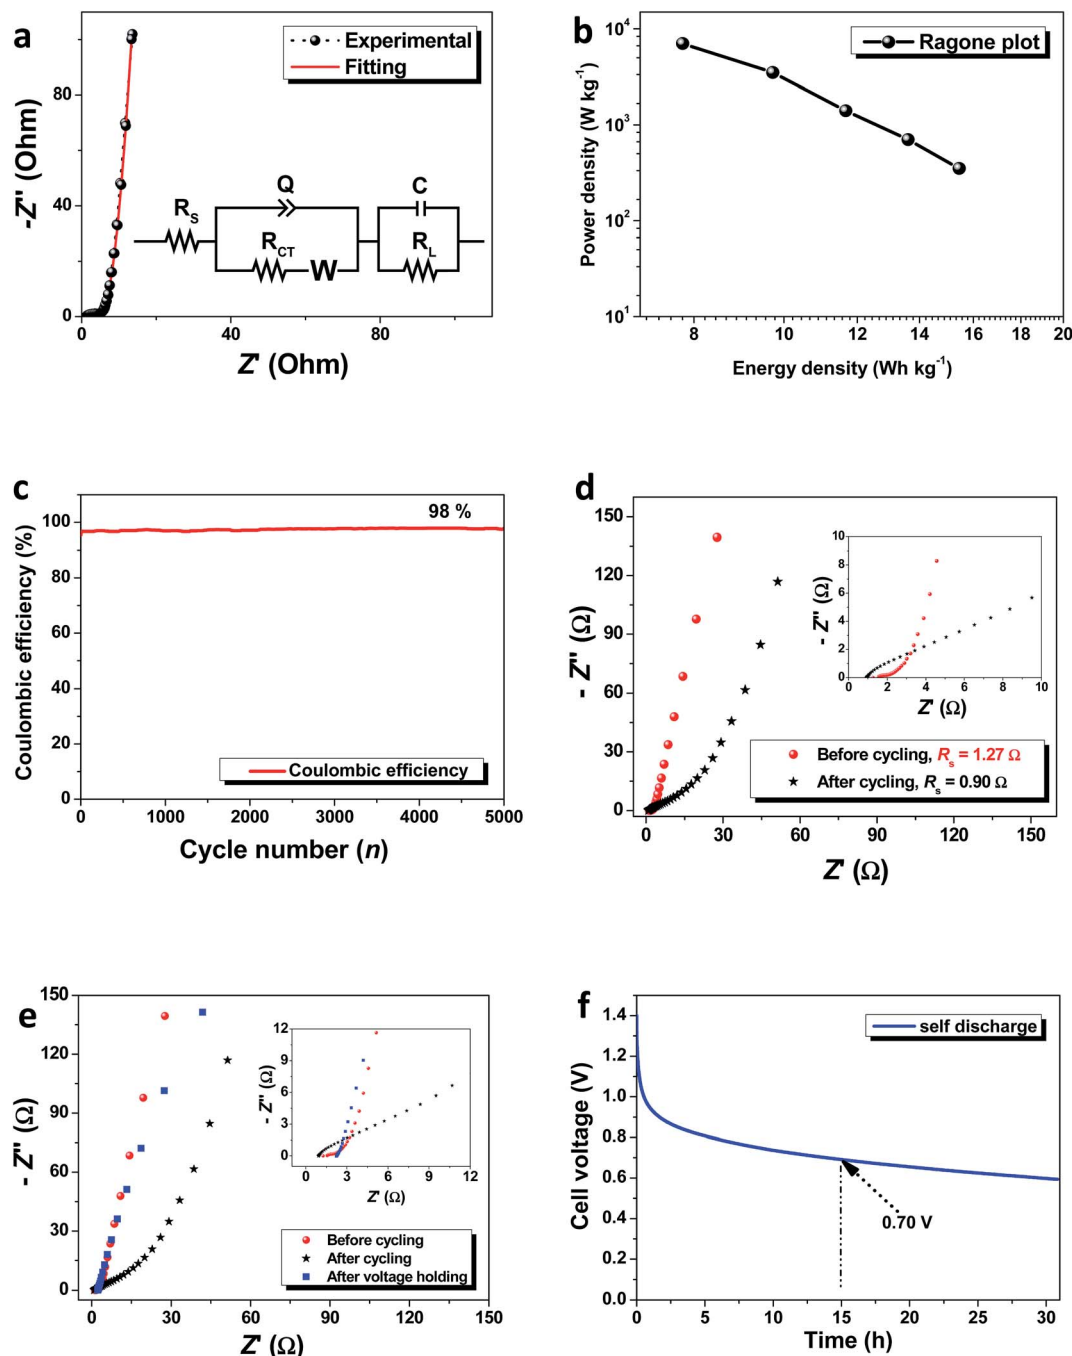 a
Experimental
Fitting
80
40
0
-Z'' (Ohm)
R_S
Q
R_CT
W
C
R_L
0
40
80
Z' (Ohm)
b
Ragone plot
10^4
10^3
10^2
10^1
Power density (W kg^-1)
8
10
12
14
16
18
20
Energy density (Wh kg^-1)
c
98 %
100
80
60
40
20
0
Coulombic efficiency (%)
Coulombic efficiency
0
1000
2000
3000
4000
5000
Cycle number (n)
d
150
120
90
60
30
0
- Z'' (Ω)
10
8
6
4
2
0
- Z'' (Ω)
0
2
4
6
8
10
Z' (Ω)
Before cycling, R_s = 1.27 Ω
After cycling, R_s = 0.90 Ω
0
30
60
90
120
150
Z' (Ω)
e
150
120
90
60
30
0
- Z'' (Ω)
12
9
6
3
0
- Z'' (Ω)
0
3
6
9
12
Z' (Ω)
Before cycling
After cycling
After voltage holding
0
30
60
90
120
150
Z' (Ω)
f
self discharge
1.4
1.2
1.0
0.8
0.6
0.4
0.2
0.0
Cell voltage (V)
0.70 V
0
5
10
15
20
25
30
Time (h)